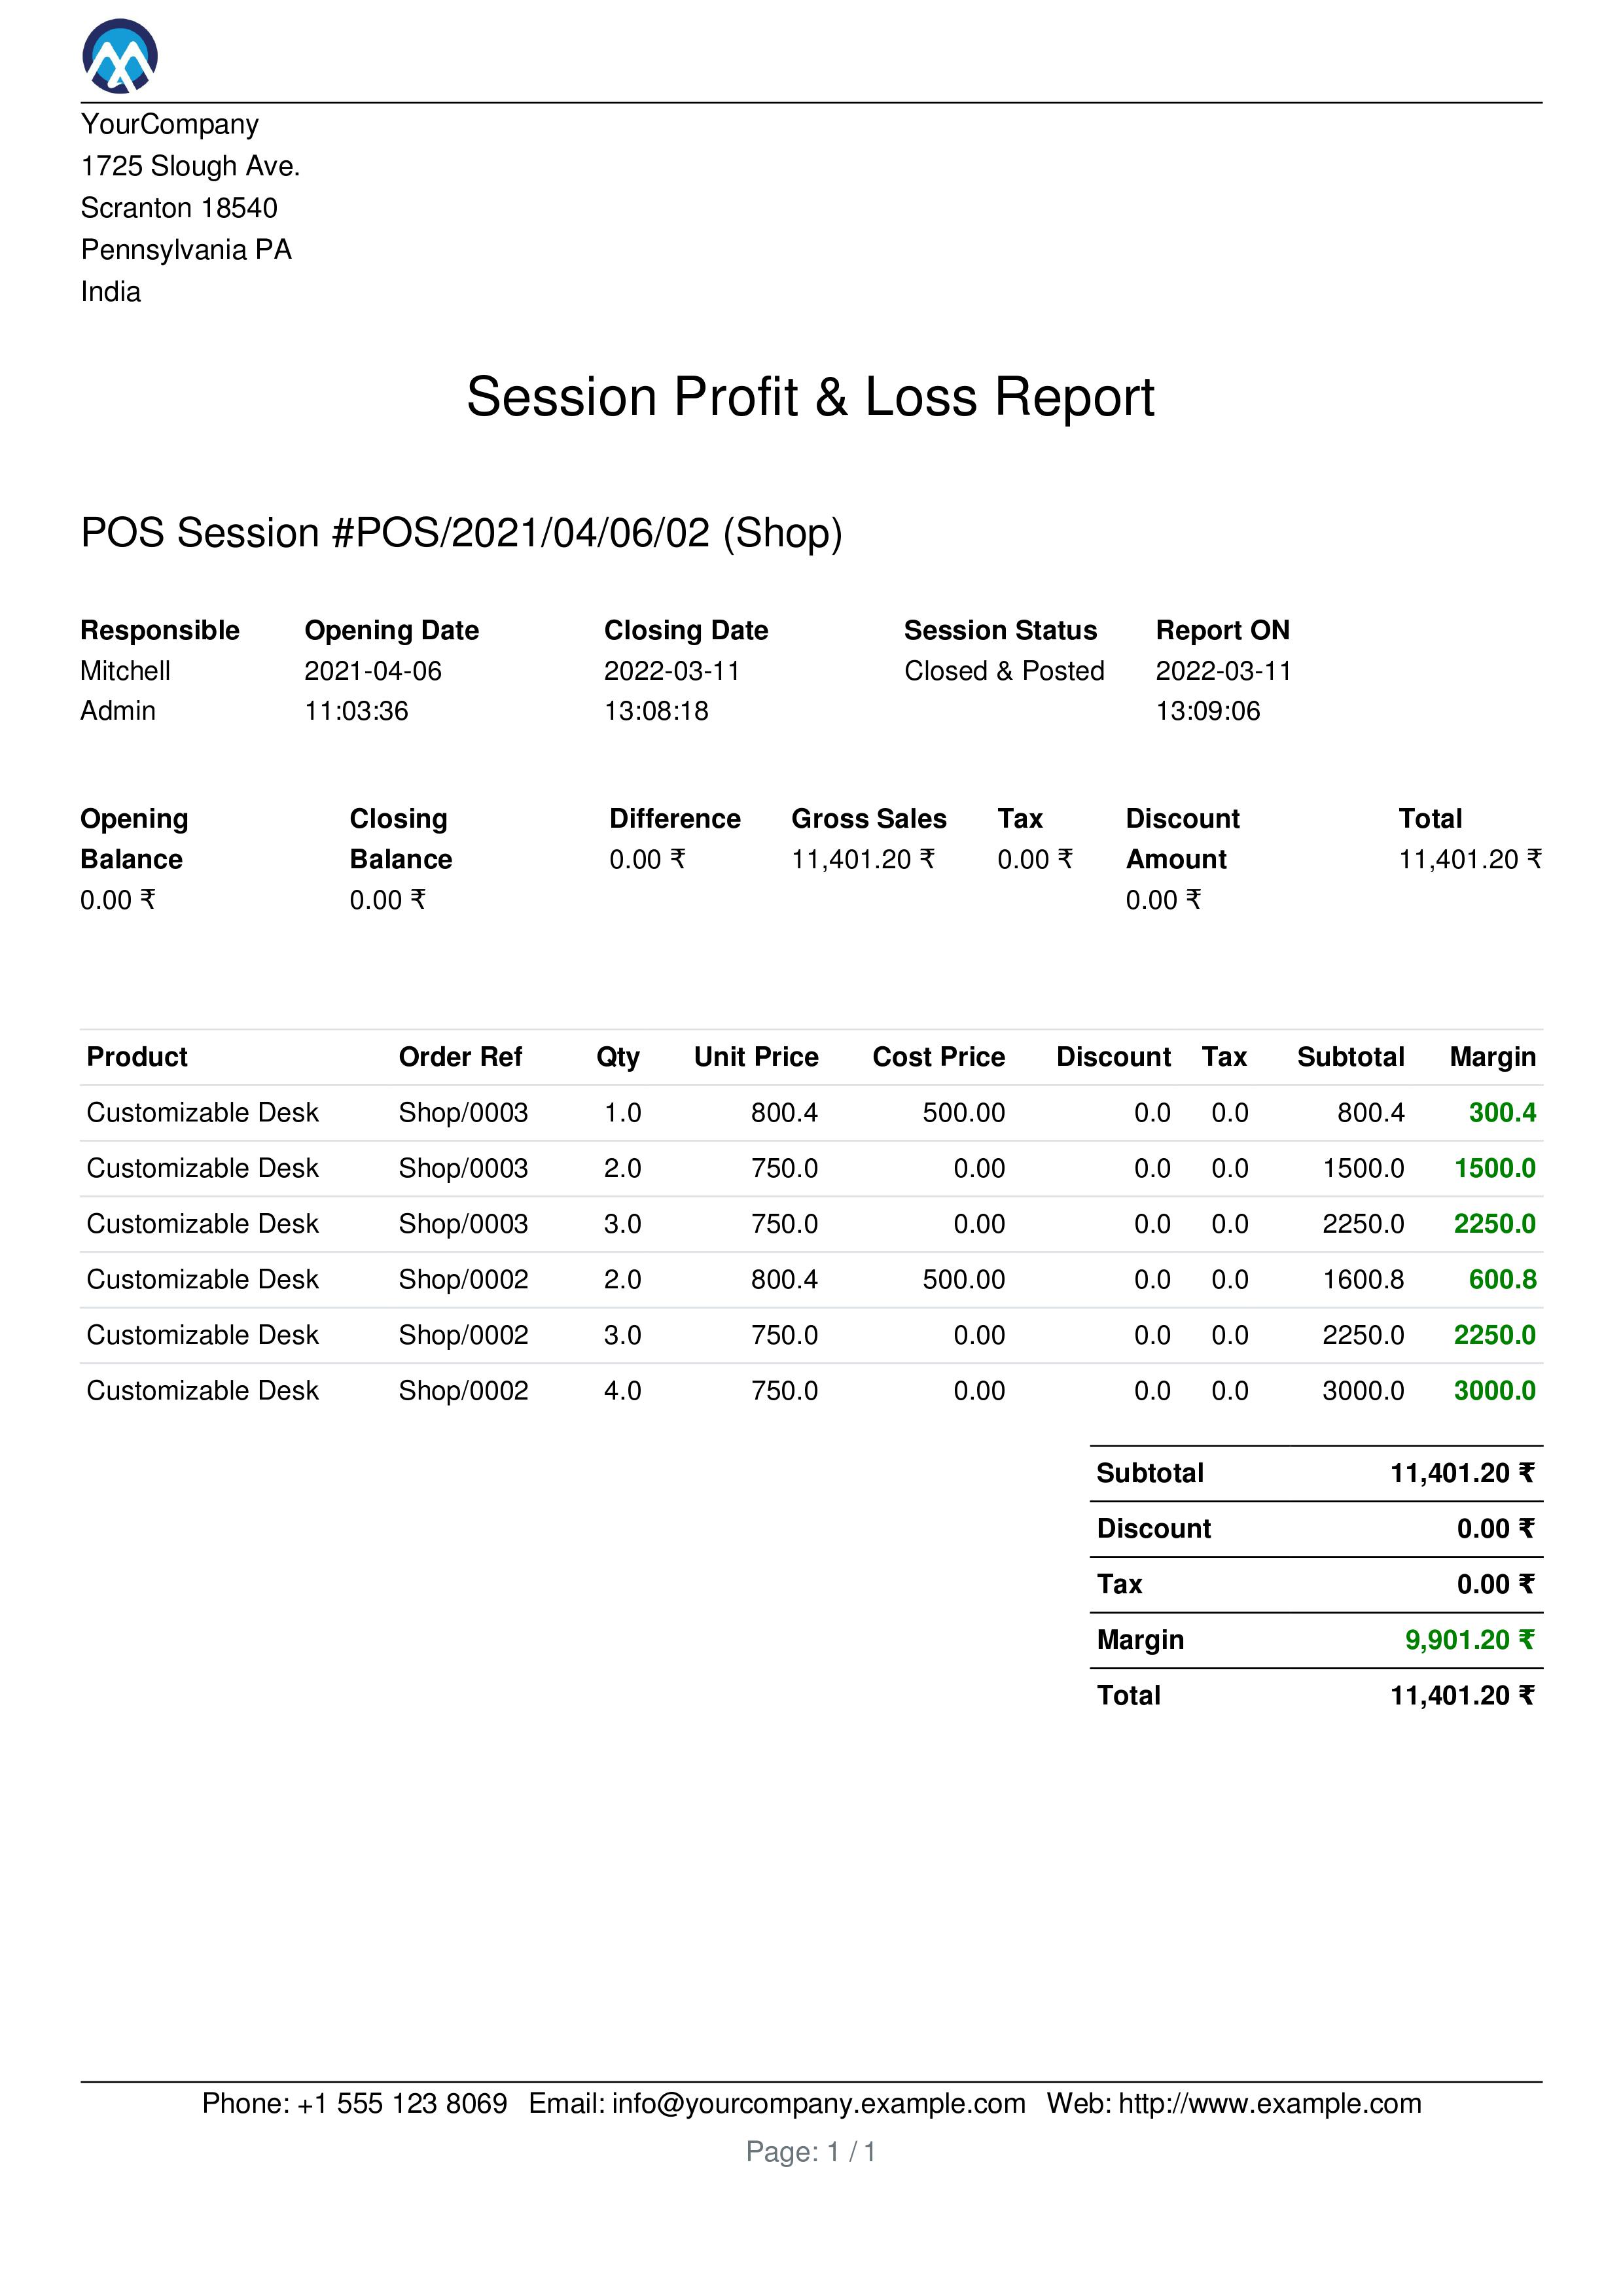 YourCompany
1725 Slough Ave.
Scranton 18540
Pennsylvania PA
India
Session Profit & Loss Report
POS Session #POS/2021/04/06/02 (Shop)
Responsible Opening Date Closing Date Session Status Report ON
Mitchell 2021-04-06 2022-03-11 Closed & Posted 2022-03-11
Admin 11:03:36 13:08:18 13:09:06
Opening Closing Difference Gross Sales Tax Discount Total
Balance Balance 0.00 ₹ 11,401.20 ₹ 0.00 ₹ Amount 11,401.20 ₹
0.00 ₹ 0.00 ₹ 0.00 ₹
Product Order Ref Qty Unit Price Cost Price Discount Tax Subtotal Margin
Customizable Desk Shop/0003 1.0 800.4 500.00 0.0 0.0 800.4 300.4
Customizable Desk Shop/0003 2.0 750.0 0.00 0.0 0.0 1500.0 1500.0
Customizable Desk Shop/0003 3.0 750.0 0.00 0.0 0.0 2250.0 2250.0
Customizable Desk Shop/0002 2.0 800.4 500.00 0.0 0.0 1600.8 600.8
Customizable Desk Shop/0002 3.0 750.0 0.00 0.0 0.0 2250.0 2250.0
Customizable Desk Shop/0002 4.0 750.0 0.00 0.0 0.0 3000.0 3000.0
Subtotal 11,401.20 ₹
Discount 0.00 ₹
Tax 0.00 ₹
Margin 9,901.20 ₹
Total 11,401.20 ₹
Phone: +1 555 123 8069 Email: info@yourcompany.example.com Web: http://www.example.com
Page: 1 / 1